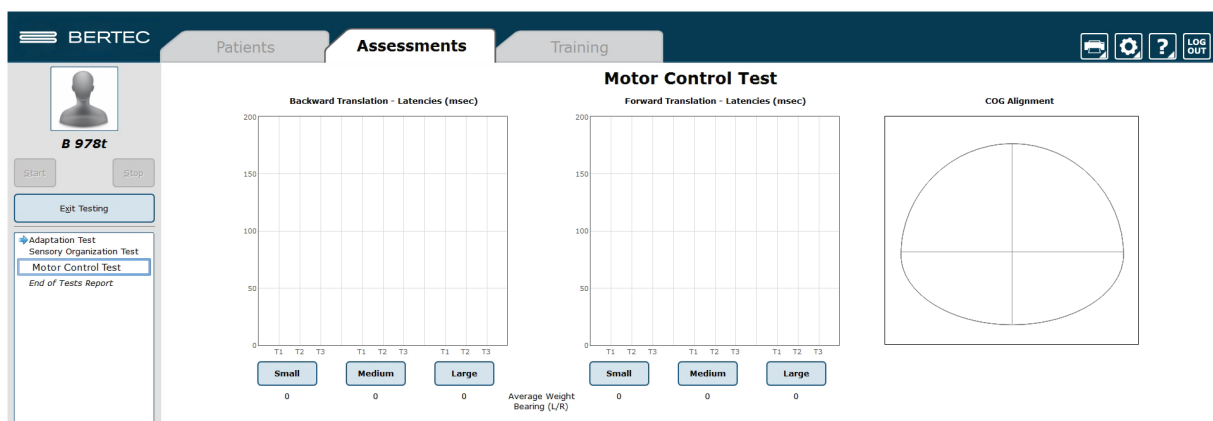 BERTEC
Patients
Assessments
Training
LOG
OUT
B 978t
Start
Stop
Exit Testing
Adaptation Test
Sensory Organization Test
Motor Control Test
End of Tests Report
Motor Control Test
Backward Translation - Latencies (msec)
200
150
100
50
0
T1 T2 T3 T1 T2 T3 T1 T2 T3
Small Medium Large
0 0 0
Average Weight
Bearing (L/R)
Forward Translation - Latencies (msec)
200
150
100
50
0
T1 T2 T3 T1 T2 T3 T1 T2 T3
Small Medium Large
0 0 0
COG Alignment
?